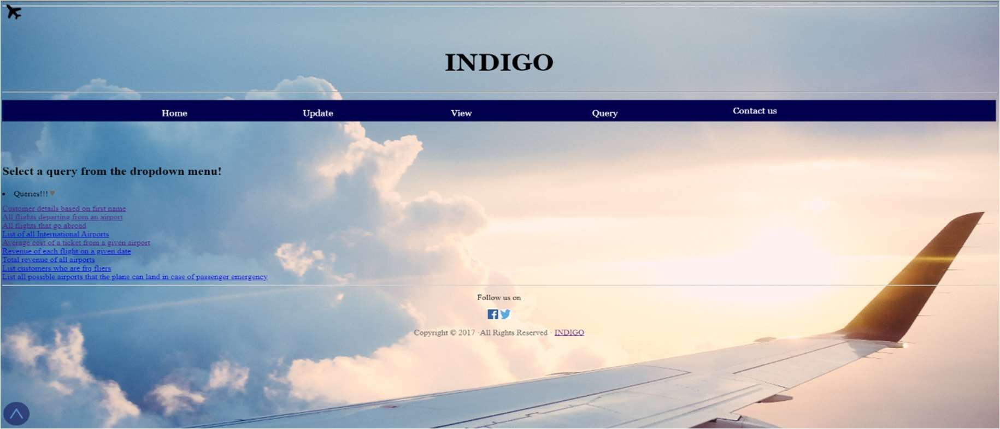 INDIGO
Home Update View Query Contact us
Select a query from the dropdown menu!
• Queries!!! ▼
Customer details based on first name
All flights departing from an airport
All flights that go abroad
List of all International Airports
Average cost of a ticket from a given airport
Revenue of each flight on a given date
Total revenue of all airports
List customers who are frq fliers
List all possible airports that the plane can land in case of passenger emergency
Follow us on
Copyright © 2017 ·All Rights Reserved · INDIGO